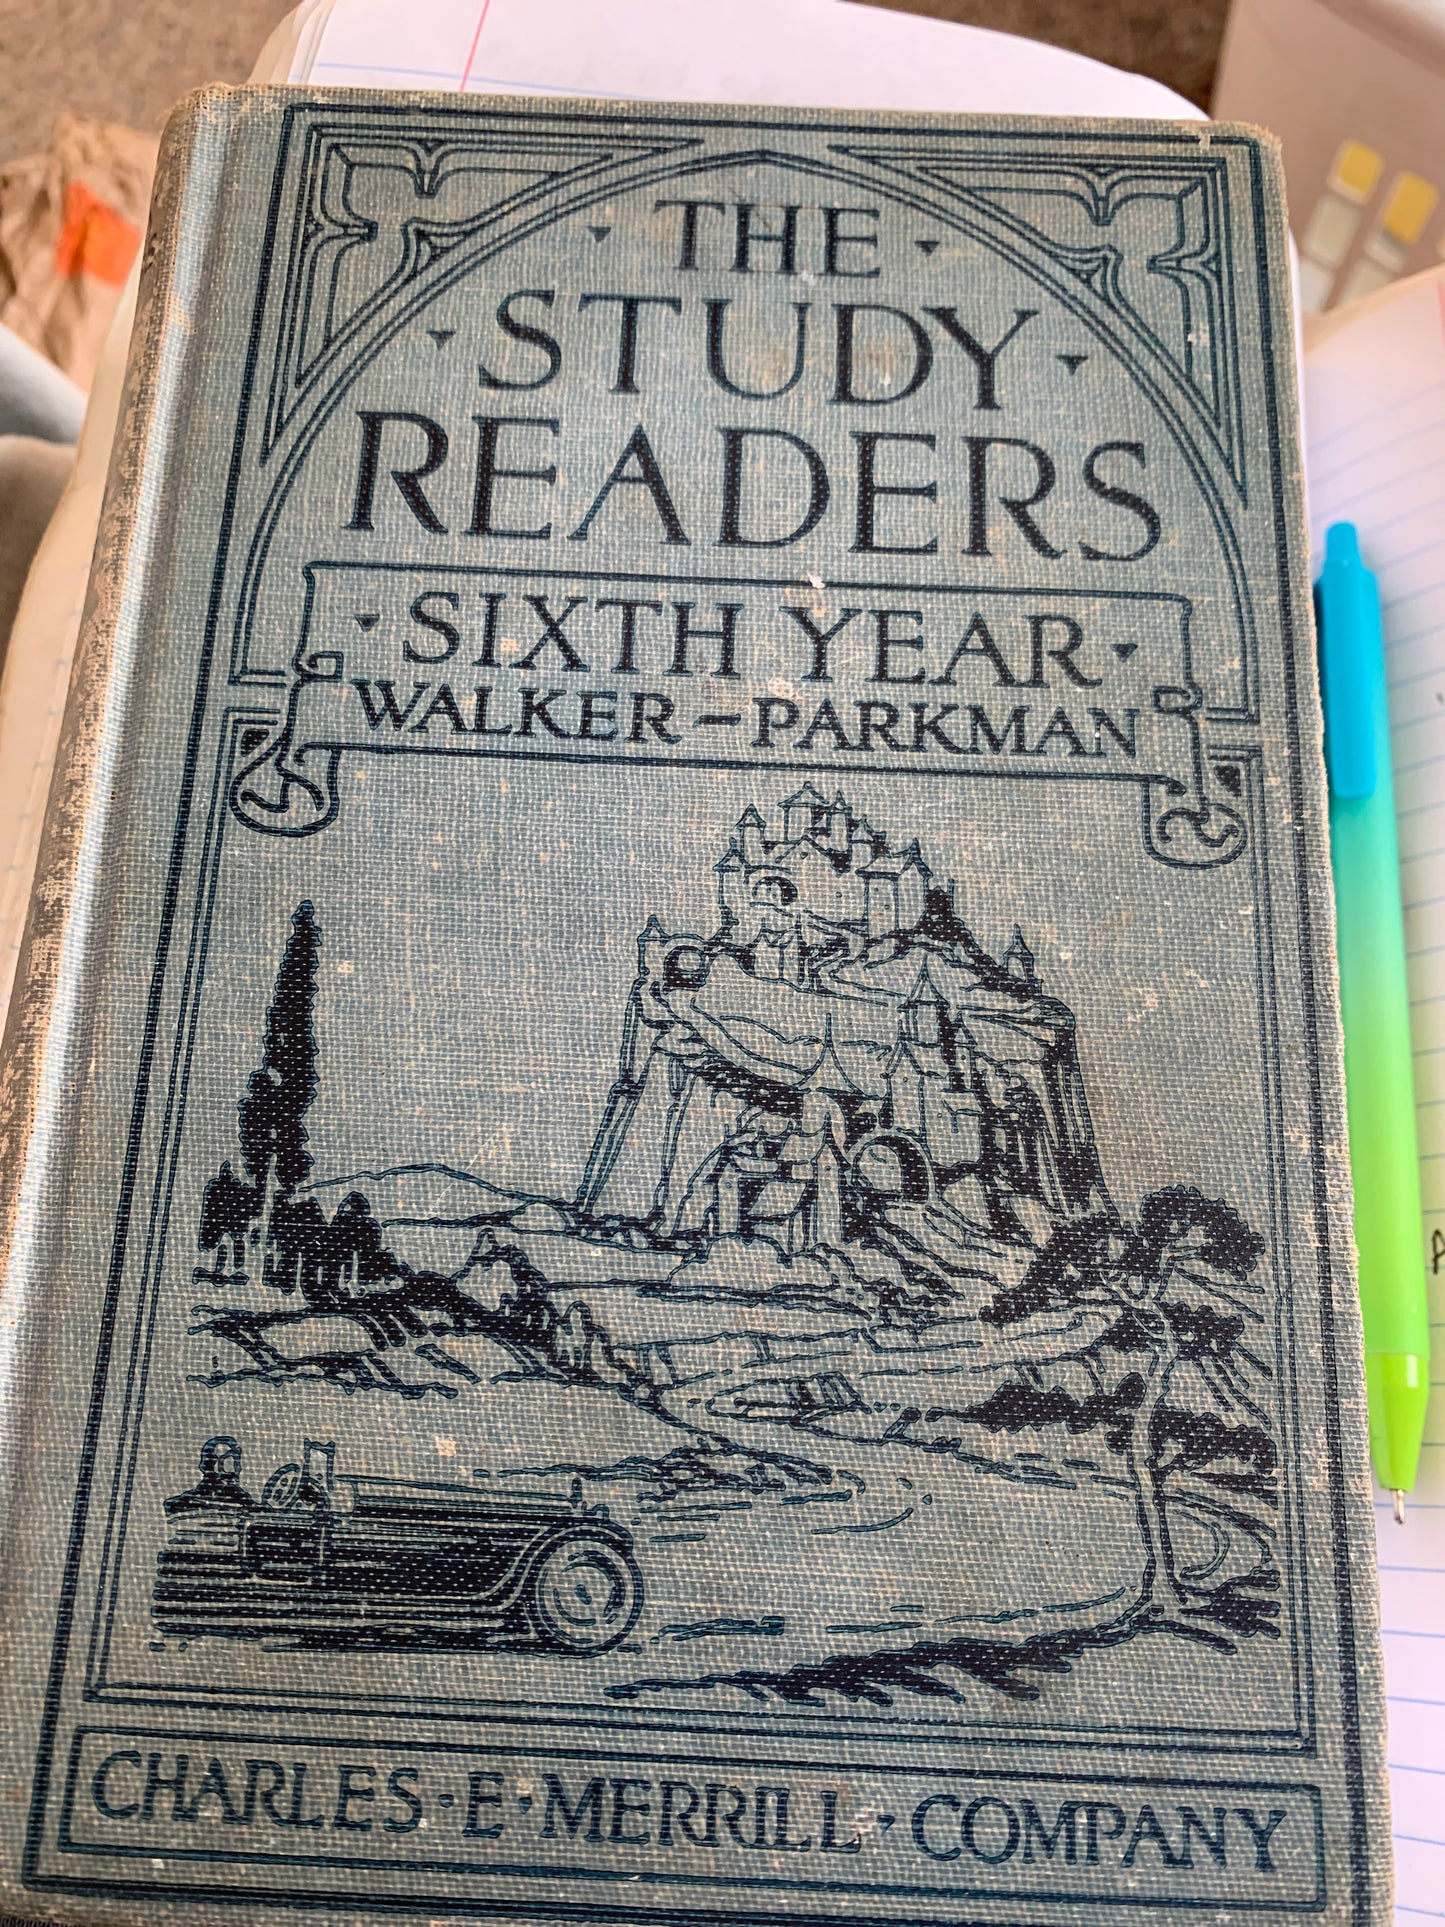 THE
STUDY
READERS
SIXTH YEAR
WALKER-PARKMAN
CHARLES·E·MERRILL·COMPANY